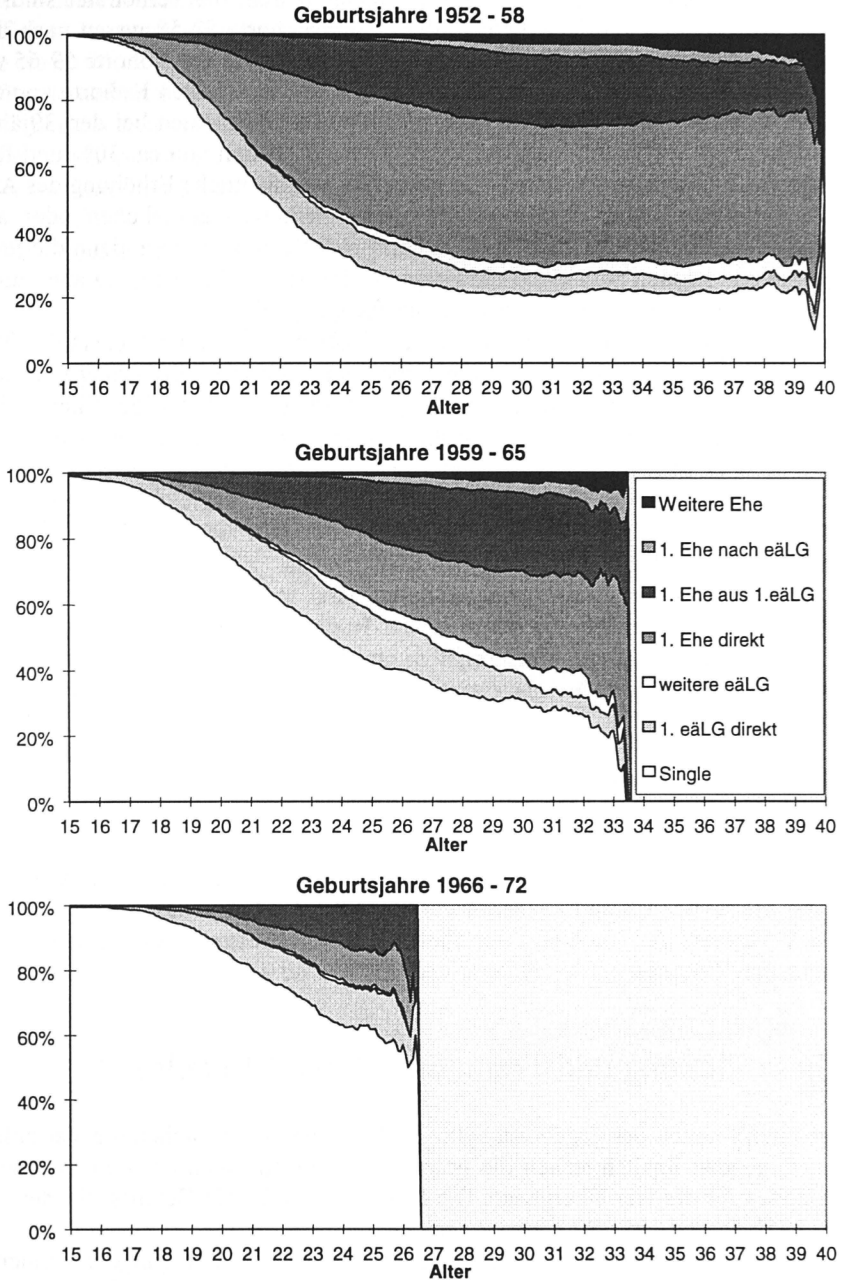 Geburtsjahre 1952 - 58
100%
80%
60%
40%
20%
0%
15 16 17 18 19 20 21 22 23 24 25 26 27 28 29 30 31 32 33 34 35 36 37 38 39 40
Alter
Geburtsjahre 1959 - 65
100%
80%
60%
40%
20%
0%
Weitere Ehe
1. Ehe nach eäLG
1. Ehe aus 1.eäLG
1. Ehe direkt
weitere eäLG
1. eäLG direkt
Single
15 16 17 18 19 20 21 22 23 24 25 26 27 28 29 30 31 32 33 34 35 36 37 38 39 40
Alter
Geburtsjahre 1966 - 72
100%
80%
60%
40%
20%
0%
15 16 17 18 19 20 21 22 23 24 25 26 27 28 29 30 31 32 33 34 35 36 37 38 39 40
Alter